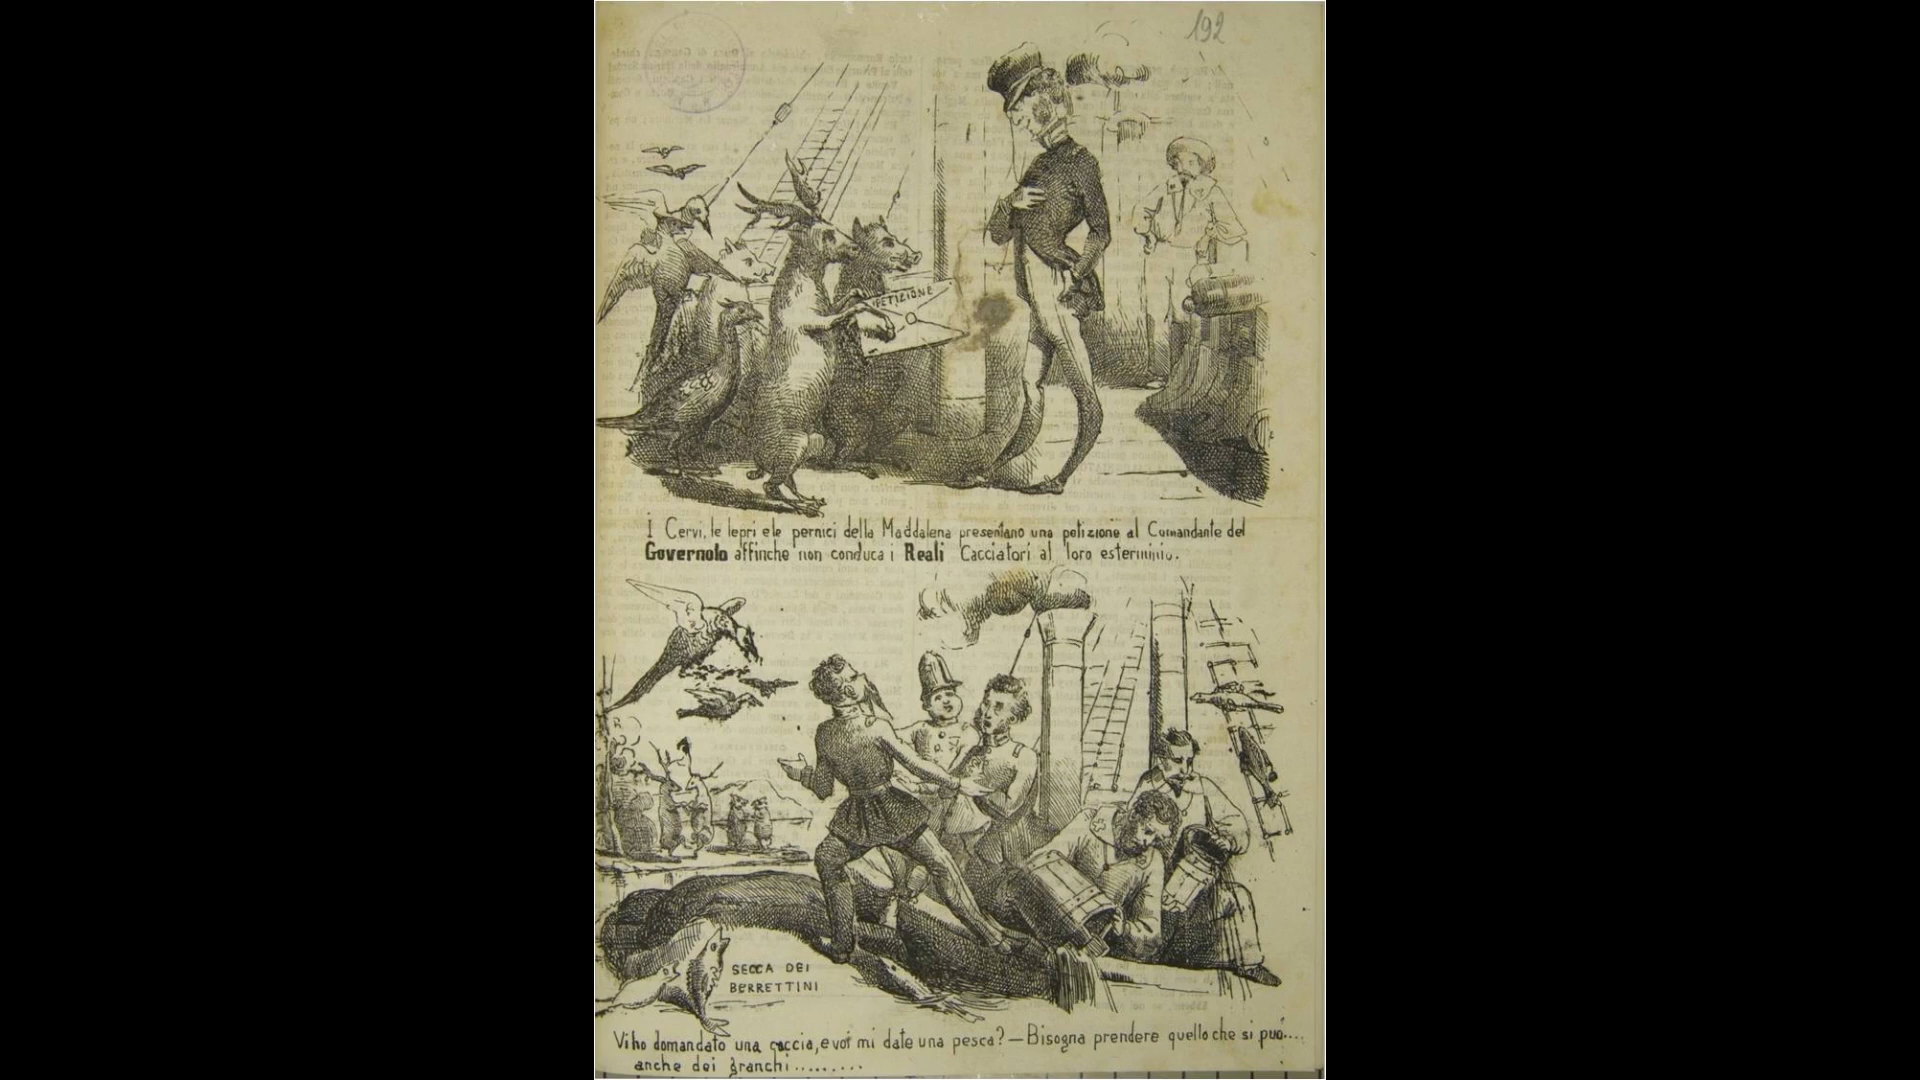 192
PETIZIONE
I Cervi, le lepri e le pernici della Maddalena presentano una petizione al Comandante del
Governolo affinche non conduca i Reali Cacciatori al loro esterminio.
SECCA DEI
BERRETTINI
Vi ho domandato una caccia, e voi mi date una pesca? — Bisogna prendere quello che si può....
anche dei granchi.........